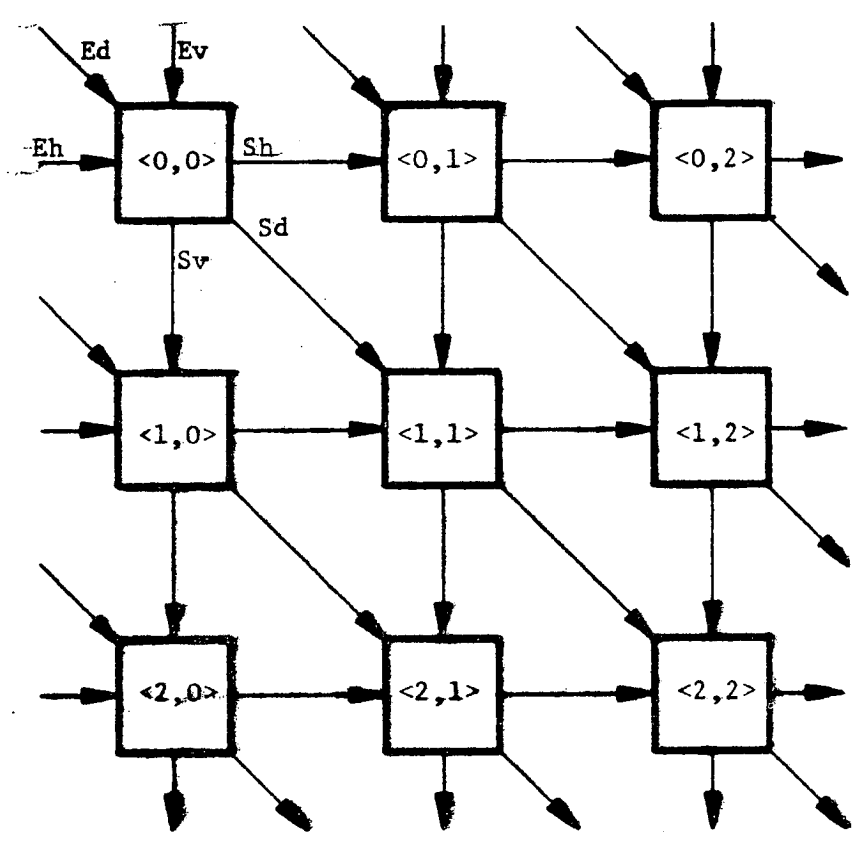 Ed Ev
Eh <0,0> Sh <0,1> <0,2>
Sd
Sv
<1,0> <1,1> <1,2>
<2,0> <2,1> <2,2>